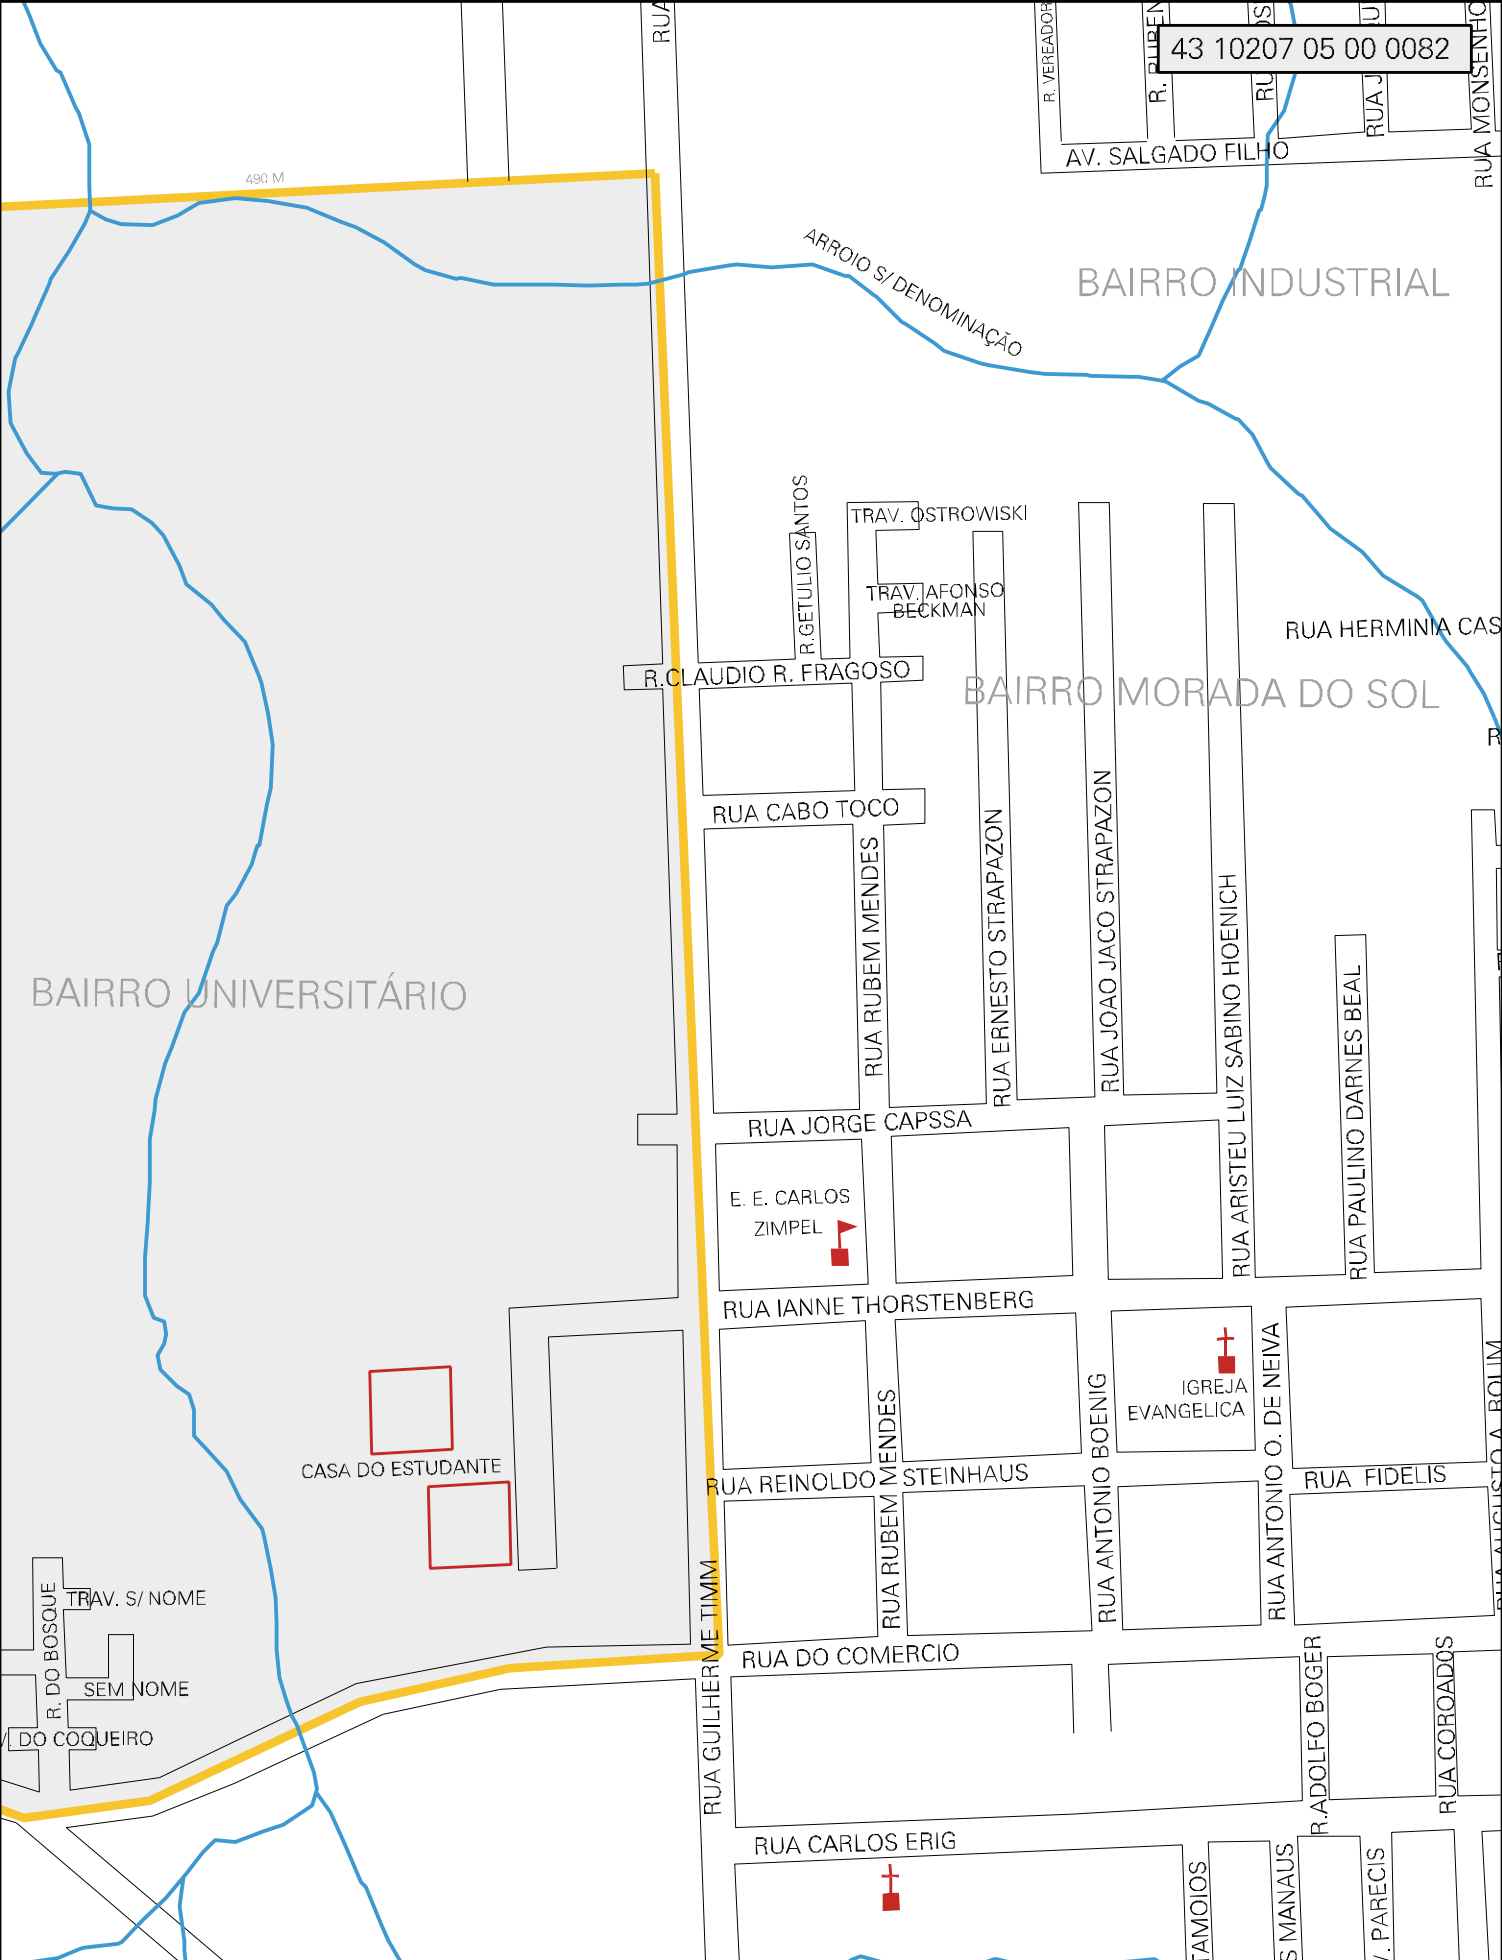 RUA
R. VEREADOR
43 10207 05 00 0082
RUA MONSENHO
AV. SALGADO FILHO
490 M
ARROIO S/ DENOMINAÇÃO
BAIRRO INDUSTRIAL
R.GETULIO SANTOS
TRAV. OSTROWISKI
TRAV. AFONSO
BECKMAN
RUA HERMINIA CAS
R.CLAUDIO R. FRAGOSO
BAIRRO MORADA DO SOL
R
RUA CABO TOCO
RUA RUBEM MENDES
RUA ERNESTO STRAPAZON
RUA JOAO JACO STRAPAZON
RUA ARISTEU LUIZ SABINO HOENICH
RUA PAULINO DARNES BEAL
BAIRRO UNIVERSITÁRIO
RUA JORGE CAPSSA
E. E. CARLOS
ZIMPEL
RUA IANNE THORSTENBERG
IGREJA
EVANGELICA
RUA ANTONIO BOENIG
RUA ANTONIO O. DE NEIVA
RUA RUBEM MENDES
CASA DO ESTUDANTE
RUA REINOLDO STEINHAUS
RUA FIDELIS
RUA GUILHERME TIMM
R. DO BOSQUE
TRAV. S/ NOME
SEM NOME
V. DO COQUEIRO
RUA DO COMERCIO
R.ADOLFO BOGER
RUA COROADOS
RUA CARLOS ERIG
TAMOIOS
S MANAUS
V. PARECIS